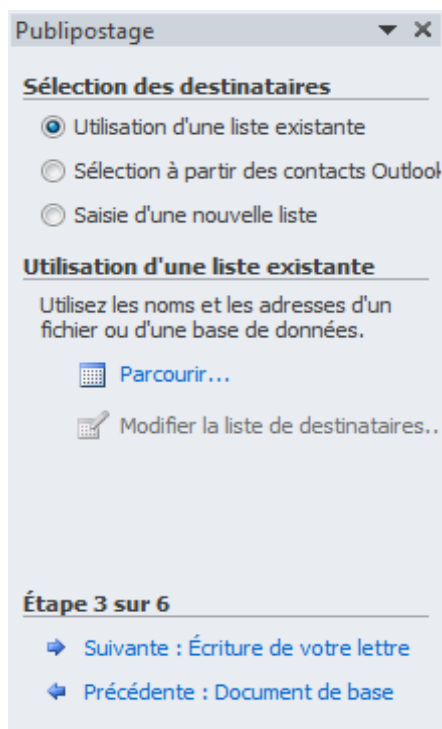 Publipostage
Sélection des destinataires
Utilisation d'une liste existante
Sélection à partir des contacts Outlook
Saisie d'une nouvelle liste
Utilisation d'une liste existante
Utilisez les noms et les adresses d'un
fichier ou d'une base de données.
Parcourir...
Modifier la liste de destinataires..
Étape 3 sur 6
Suivante : Écriture de votre lettre
Précédente : Document de base